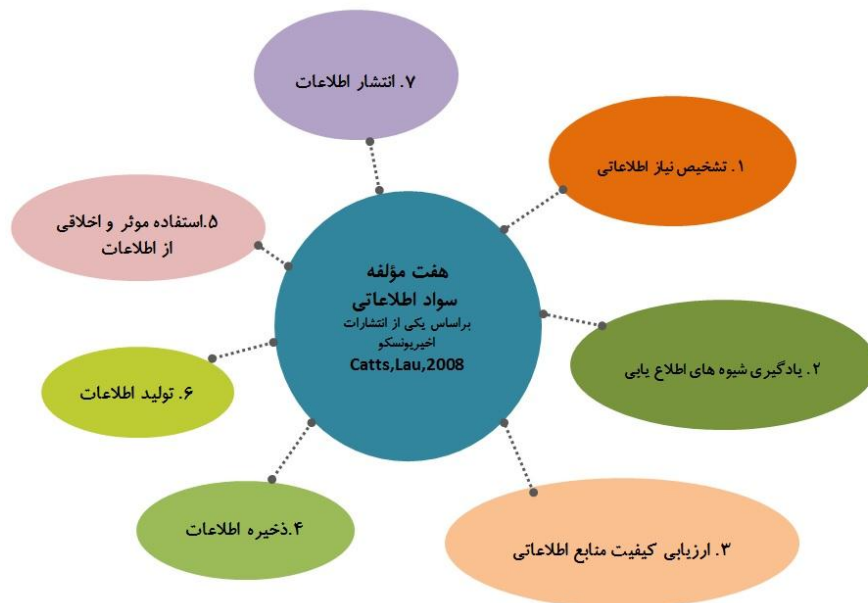 هفت مؤلفه
سواد اطلاعاتی
براساس یکی از انتشارات
اخیریونسکو
Catts,Lau,2008
۱. تشخیص نیاز اطلاعاتی
۲. یادگیری شیوه های اطلاع یابی
۳. ارزیابی کیفیت منابع اطلاعاتی
۴.ذخیره اطلاعات
۶. تولید اطلاعات
۵.استفاده موثر و اخلاقی
از اطلاعات
۷. انتشار اطلاعات